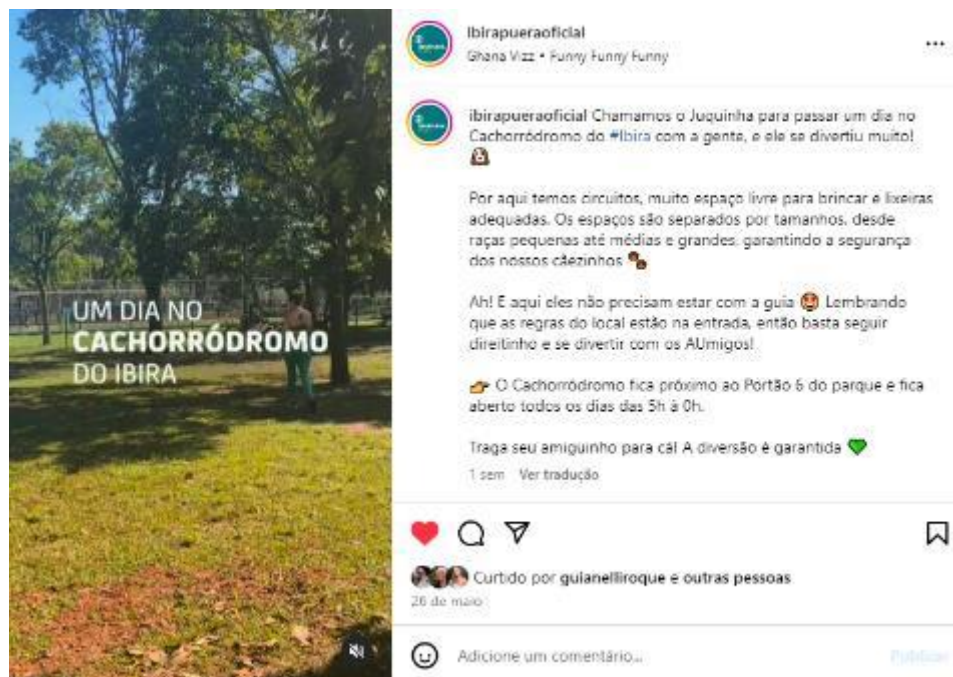 UM DIA NO
CACHORRÓDROMO
DO IBIRA
ibirapueraoficial
Ghana Vizz • Funny Funny Funny
ibirapueraoficial Chamamos o Juquinha para passar um dia no
Cachorródromo do #Ibira com a gente, e ele se divertiu muito!
Por aqui temos circuitos, muito espaço livre para brincar e lixeiras
adequadas. Os espaços são separados por tamanhos, desde
raças pequenas até médias e grandes, garantindo a segurança
dos nossos cãezinhos
Ah! E aqui eles não precisam estar com a guia Lembrando
que as regras do local estão na entrada, então basta seguir
direitinho e se divertir com os AUmigos!
O Cachorródromo fica próximo ao Portão 6 do parque e fica
aberto todos os dias das 5h à 0h.
Traga seu amiguinho para cá! A diversão é garantida
1 sem Ver tradução
Curtido por guianelliroque e outras pessoas
26 de maio
Adicione um comentário...
Publicar